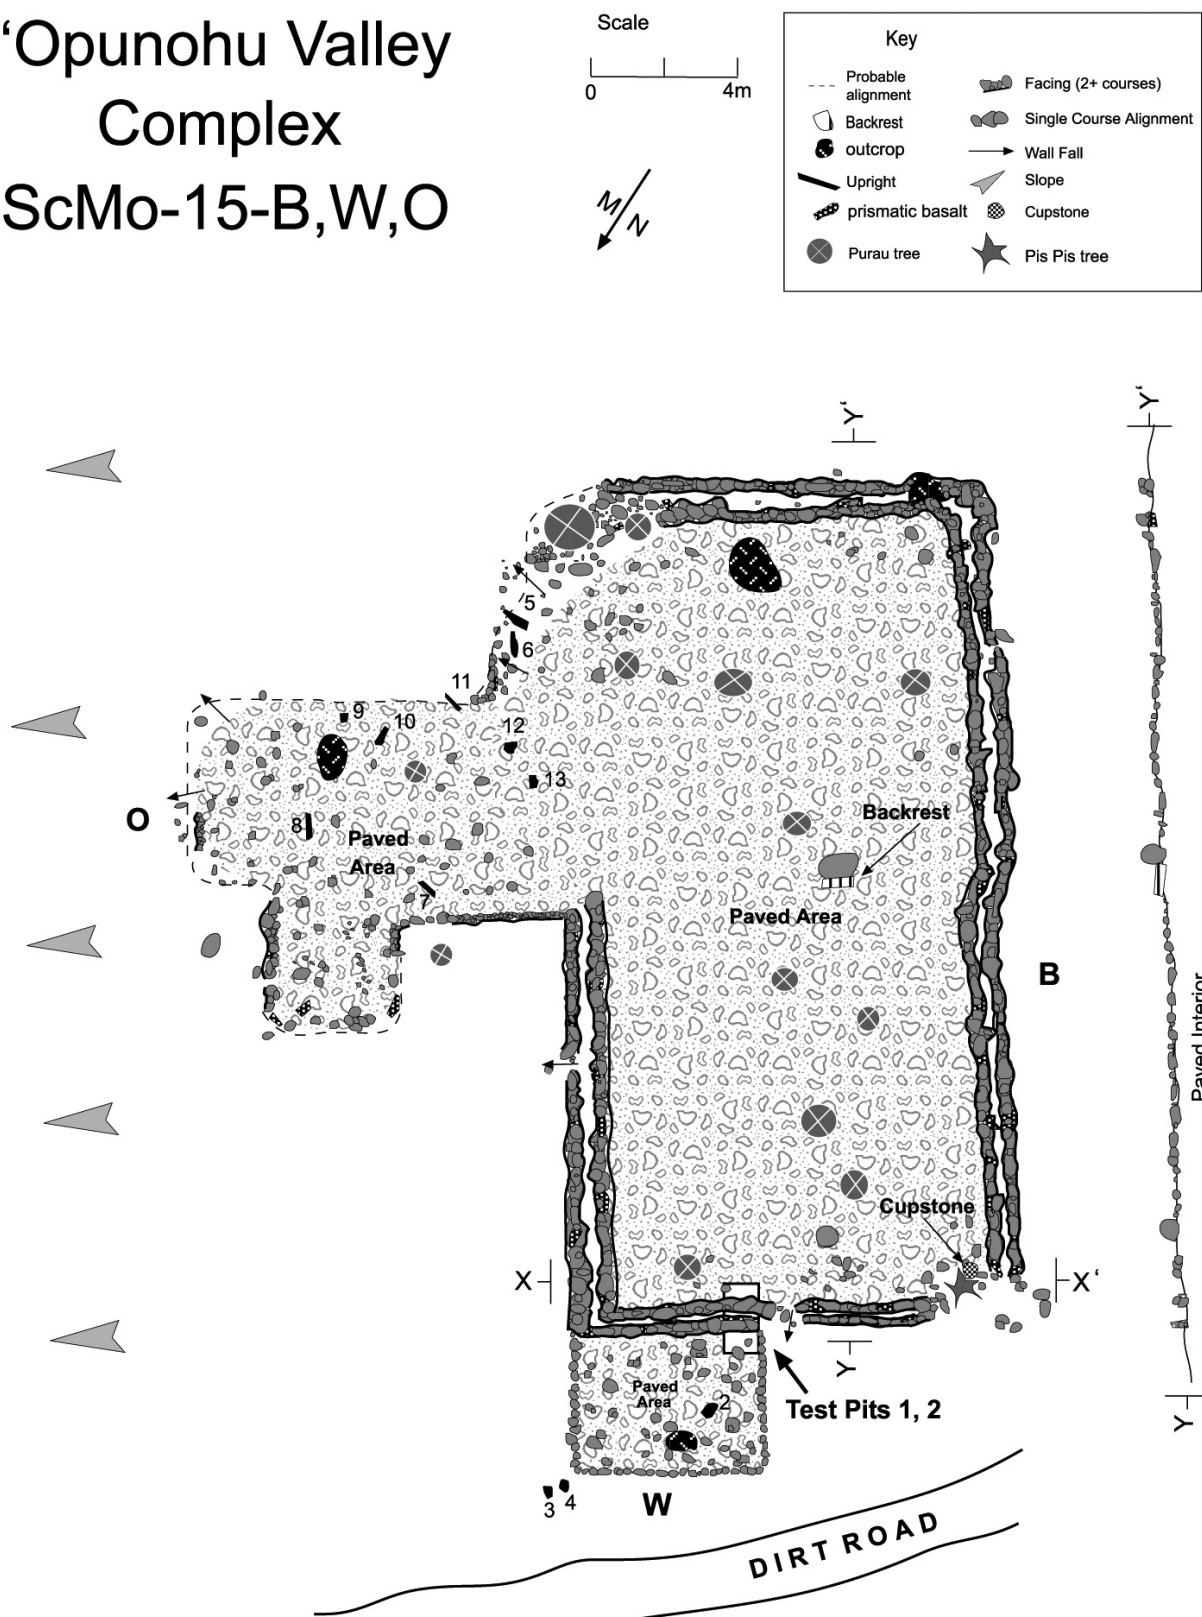 ‘Opunohu Valley
Complex
ScMo-15-B,W,O
Scale
0 4m
M N
Key
Probable alignment
Backrest
outcrop
Upright
prismatic basalt
Purau tree
Facing (2+ courses)
Single Course Alignment
Wall Fall
Slope
Cupstone
Pis Pis tree
Y‘
Y‘
5
6
11
9
10
12
13
O
8
Paved
Area
7
Backrest
Paved Area
B
Paved Interior
Cupstone
X
X‘
Y
Y
Paved
Area
2
Test Pits 1, 2
3 4
W
DIRT ROAD